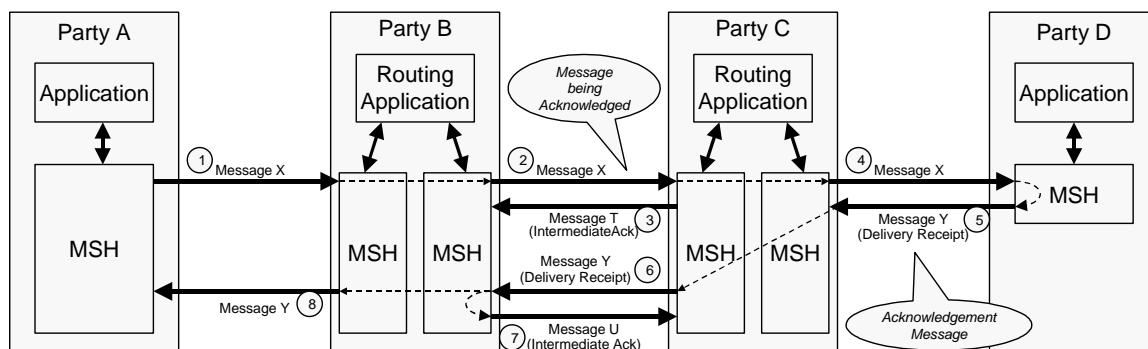 Party A
Party B
Party C
Party D
Application
Routing
Application
Message
being
Acknowledged
Routing
Application
Application
1
Message X
2
Message X
4
Message X
MSH
MSH
MSH
MSH
MSH
MSH
Message T
(IntermediateAck)
3
Message Y
(Delivery Receipt)
5
Message Y
(Delivery Receipt)
6
Message Y
8
7
Message U
(Intermediate Ack)
Acknowledgement
Message